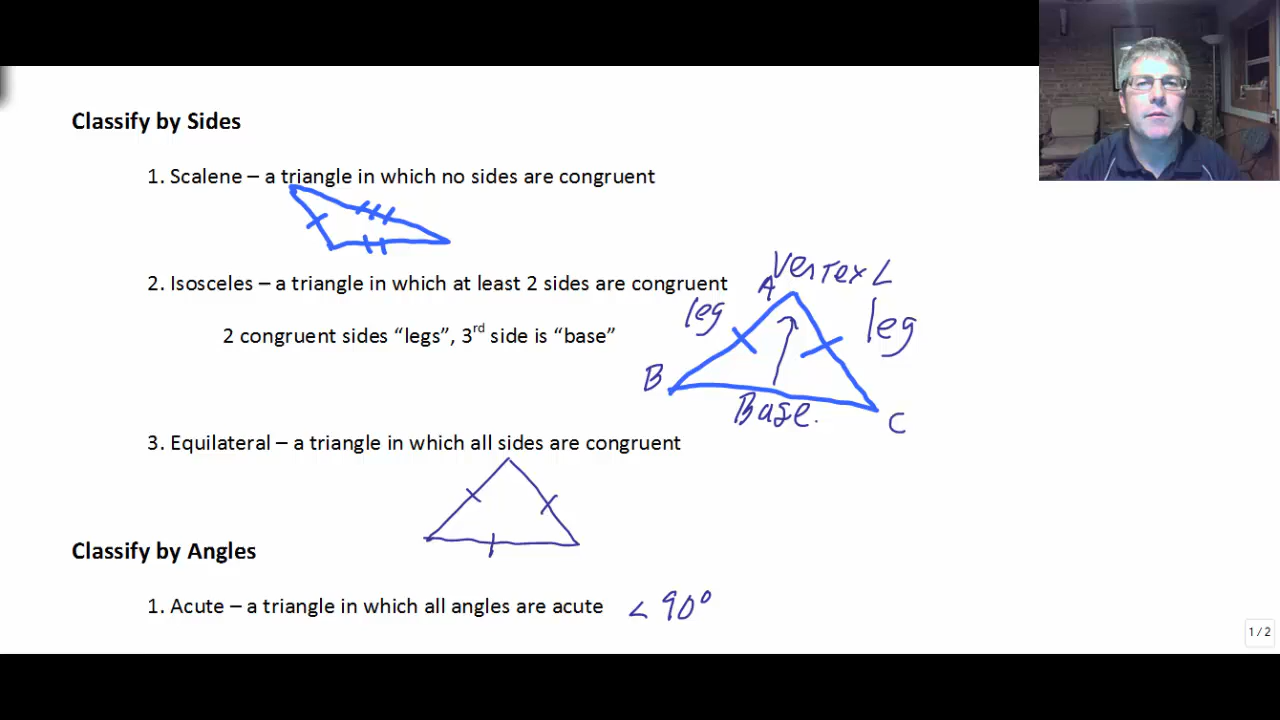 Classify by Sides
1. Scalene – a triangle in which no sides are congruent
2. Isosceles – a triangle in which at least 2 sides are congruent
A Vertex ∠
leg
leg
2 congruent sides “legs”, 3rd side is “base”
B
Base.
C
3. Equilateral – a triangle in which all sides are congruent
Classify by Angles
1. Acute – a triangle in which all angles are acute < 90°
1 / 2